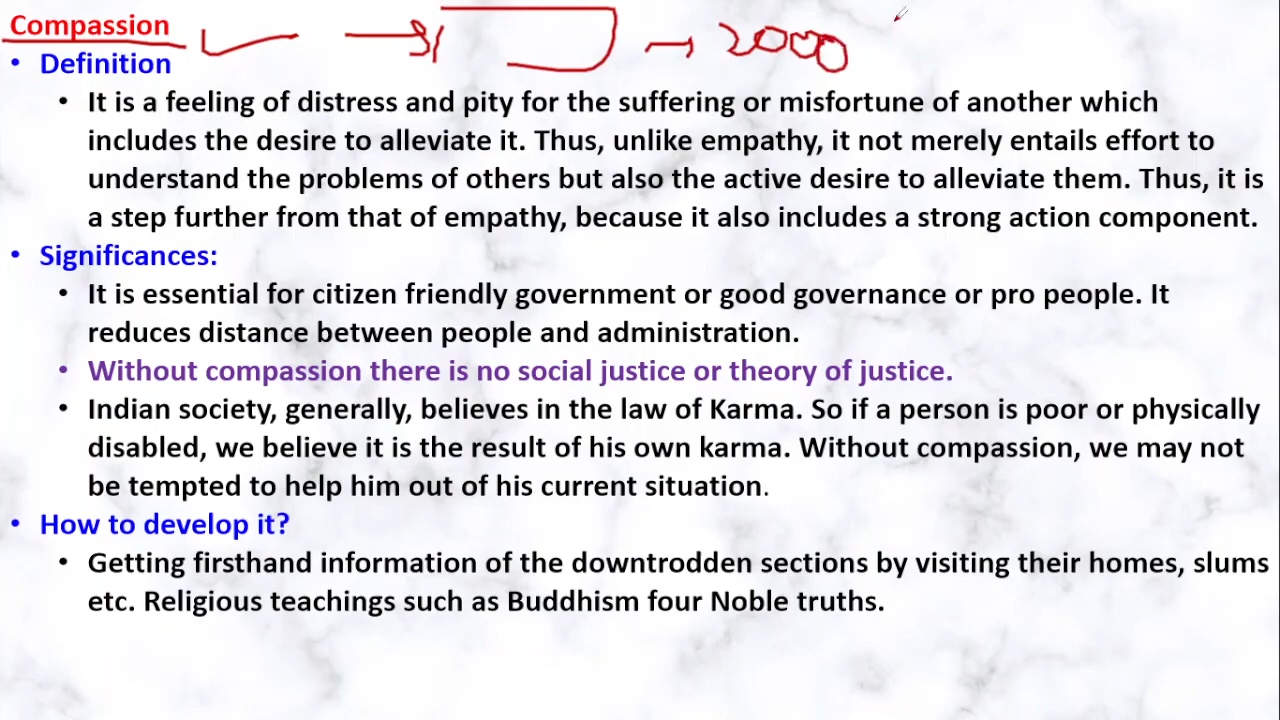 Compassion
2000
• Definition
• It is a feeling of distress and pity for the suffering or misfortune of another which
includes the desire to alleviate it. Thus, unlike empathy, it not merely entails effort to
understand the problems of others but also the active desire to alleviate them. Thus, it is
a step further from that of empathy, because it also includes a strong action component.
• Significances:
• It is essential for citizen friendly government or good governance or pro people. It
reduces distance between people and administration.
• Without compassion there is no social justice or theory of justice.
• Indian society, generally, believes in the law of Karma. So if a person is poor or physically
disabled, we believe it is the result of his own karma. Without compassion, we may not
be tempted to help him out of his current situation.
• How to develop it?
• Getting firsthand information of the downtrodden sections by visiting their homes, slums
etc. Religious teachings such as Buddhism four Noble truths.